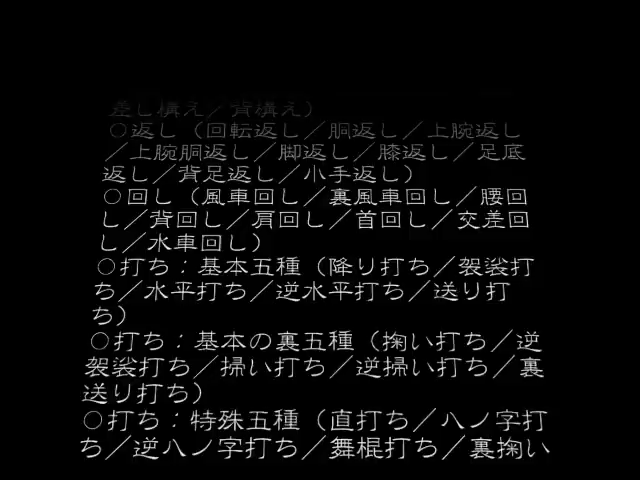 差し構え／背構え）
○返し（回転返し／胴返し／上腕返し
／上腕胴返し／脚返し／膝返し／足底
返し／背足返し／小手返し）
○回し（風車回し／裏風車回し／腰回
し／背回し／肩回し／首回し／交差回
し／水車回し）
○打ち：基本五種（降り打ち／袈裟打
ち／水平打ち／逆水平打ち／送り打
ち）
○打ち：基本の裏五種（掬い打ち／逆
袈裟打ち／掃い打ち／逆掃い打ち／裏
送り打ち）
○打ち：特殊五種（直打ち／八ノ字打
ち／逆八ノ字打ち／舞棍打ち／裏掬い